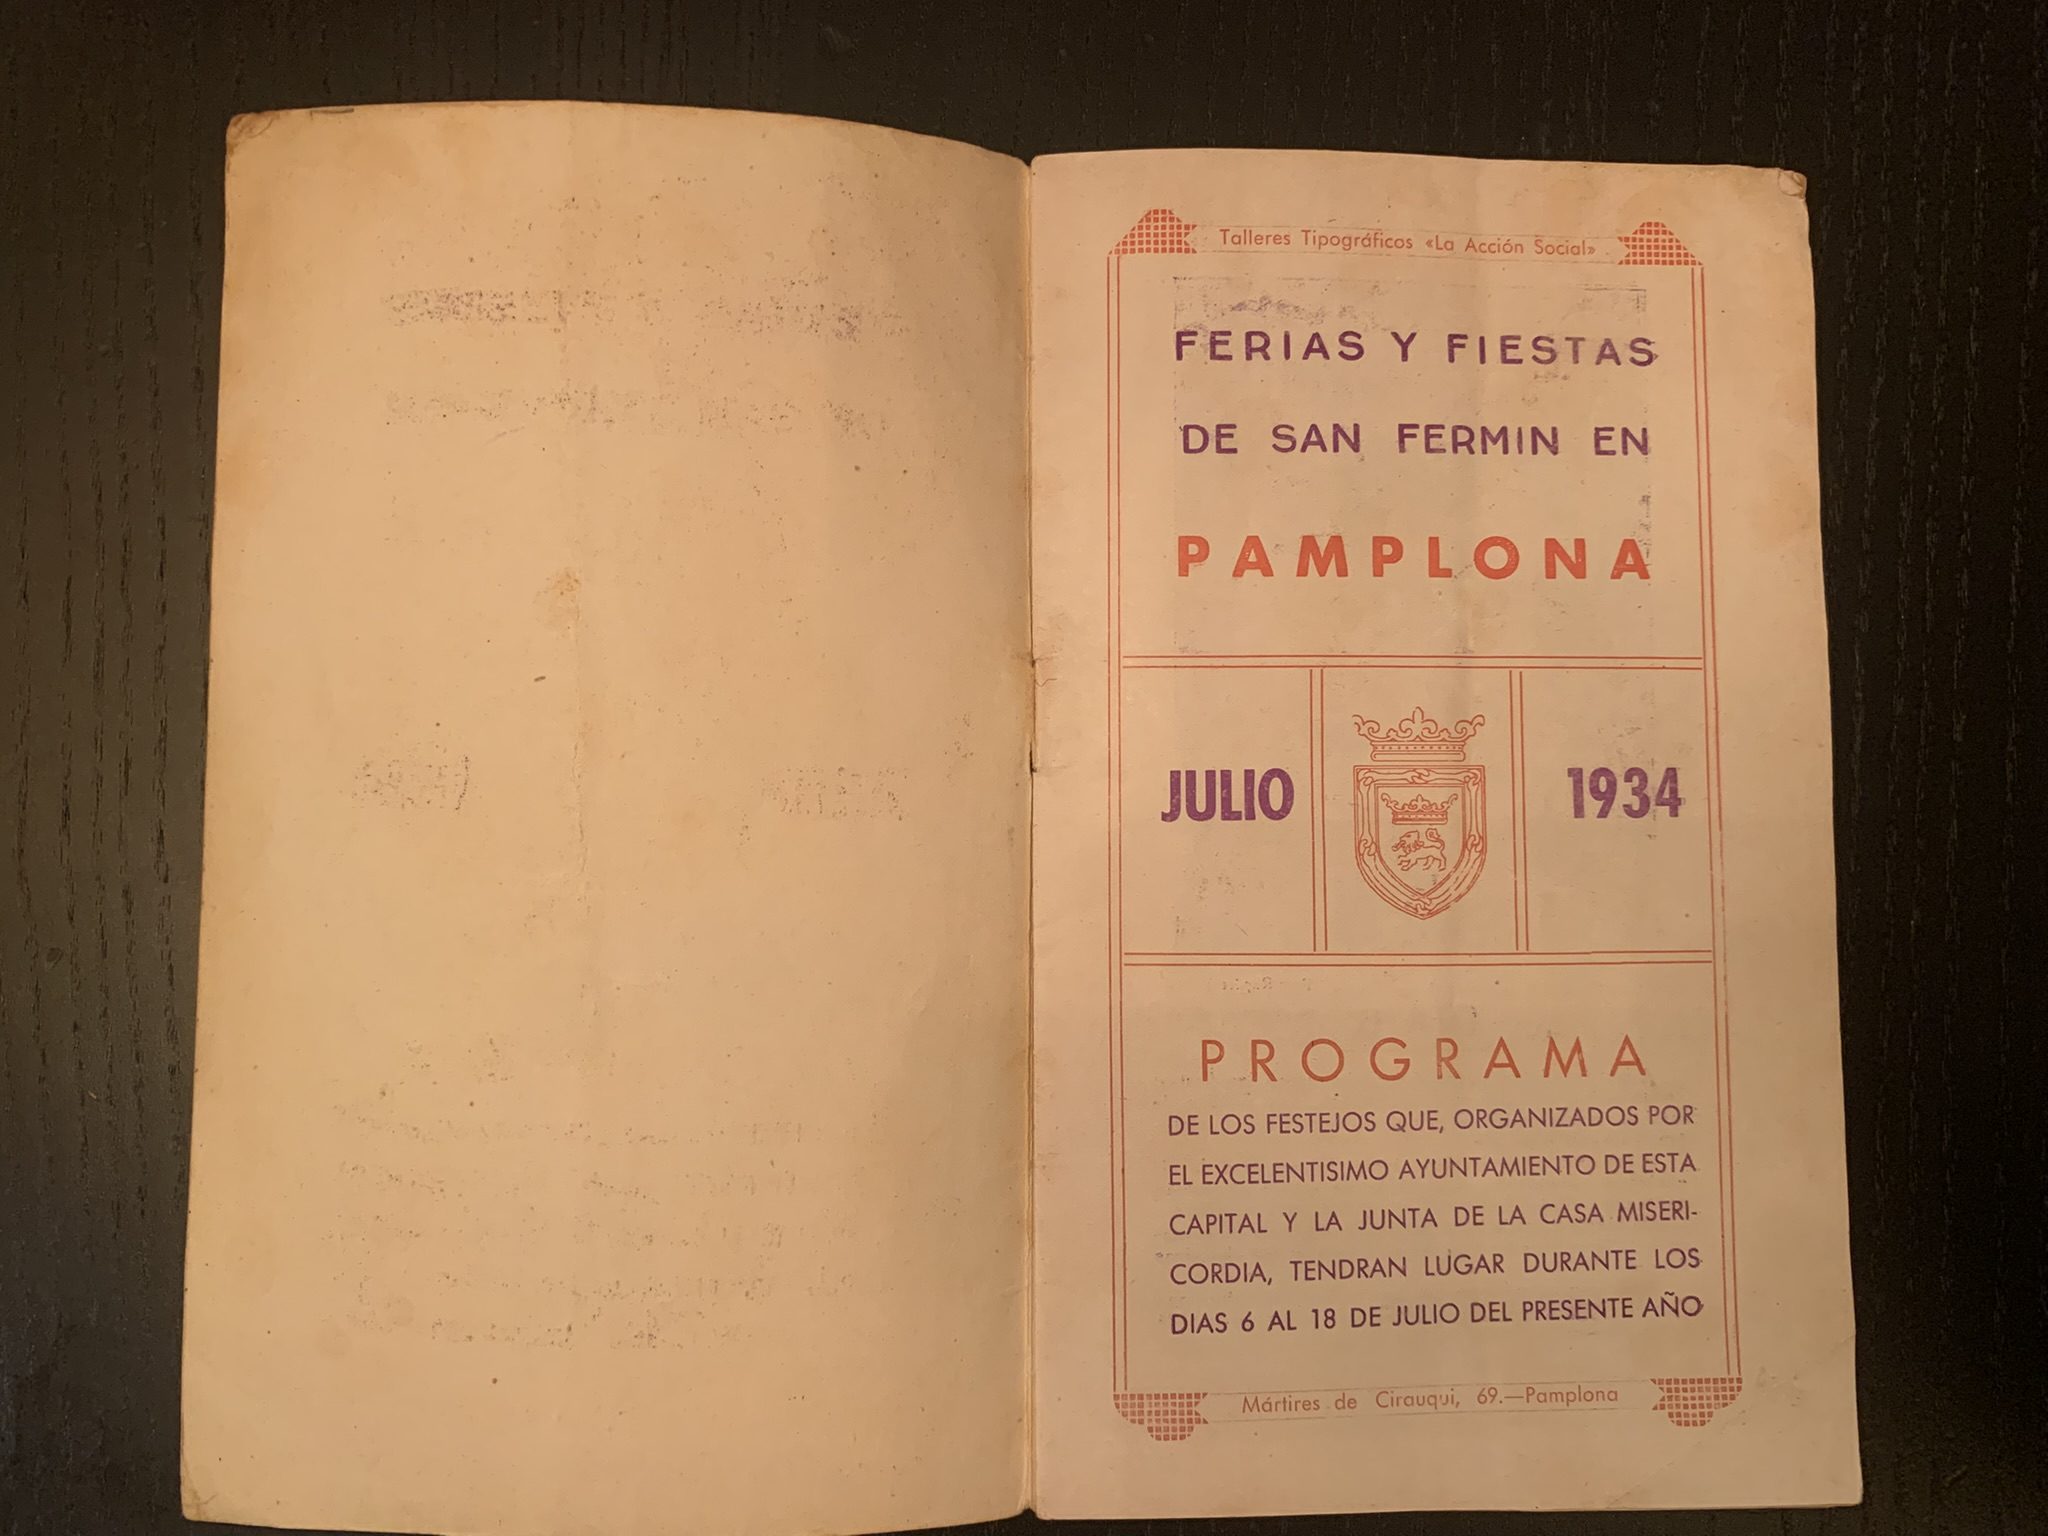 Talleres Tipográficos «La Acción Social»
FERIAS Y FIESTAS
DE SAN FERMIN EN
PAMPLONA
JULIO
1934
PROGRAMA
DE LOS FESTEJOS QUE, ORGANIZADOS POR
EL EXCELENTISIMO AYUNTAMIENTO DE ESTA
CAPITAL Y LA JUNTA DE LA CASA MISERI-
CORDIA, TENDRAN LUGAR DURANTE LOS
DIAS 6 AL 18 DE JULIO DEL PRESENTE AÑO
Mártires de Cirauqui, 69.—Pamplona